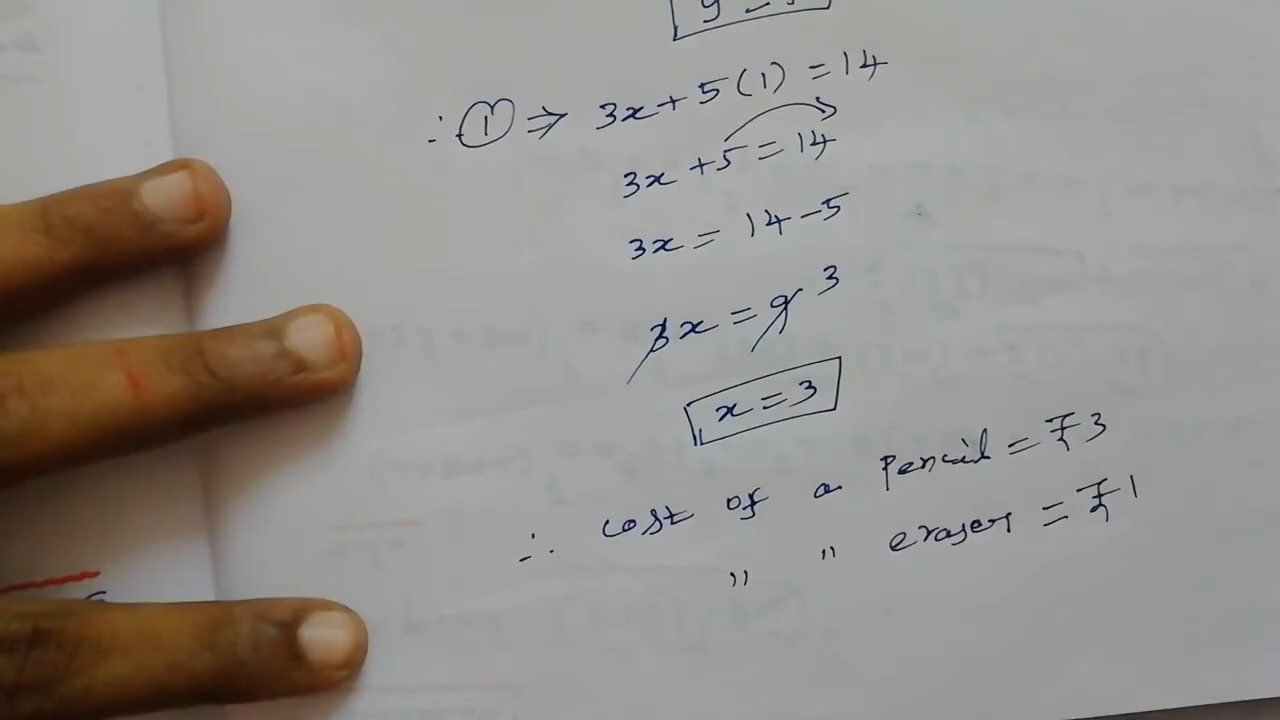 ∴ ① ⇒ 3x + 5(1) = 14
3x + 5 = 14
3x = 14 - 5
3x = 9 3
x = 3
∴ cost of a pencil = ₹3
" " eraser = ₹1